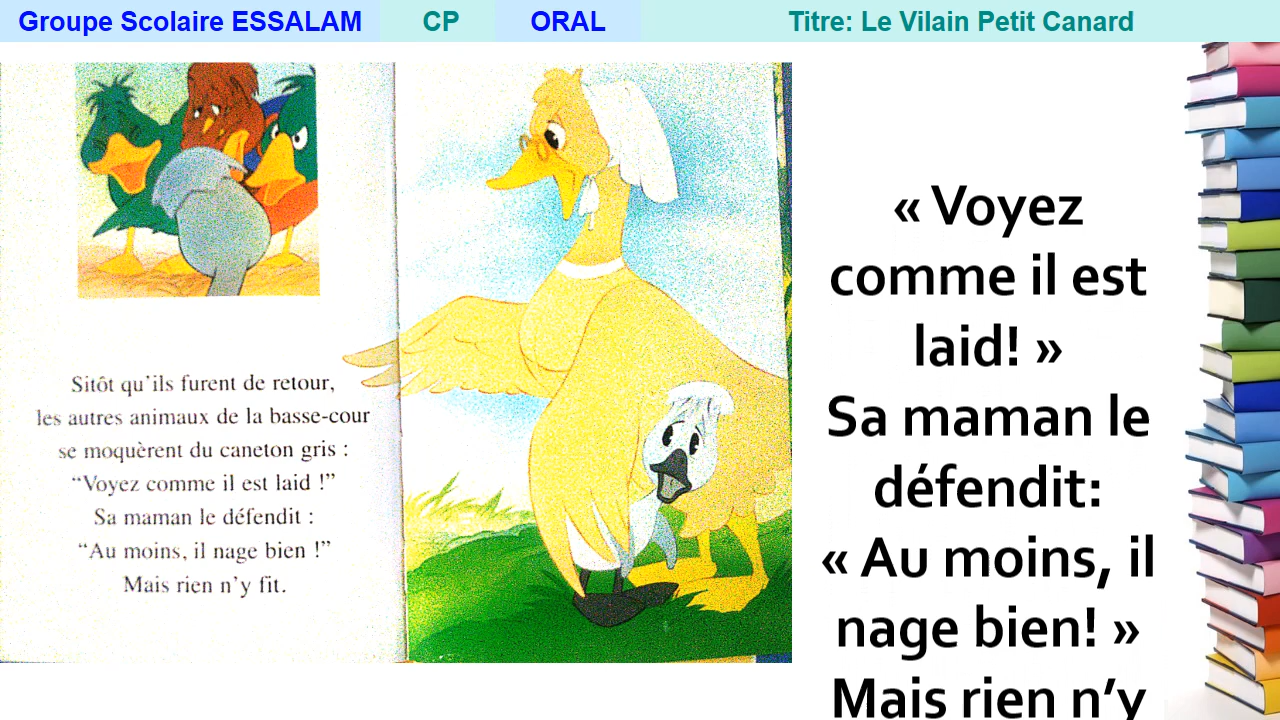 Groupe Scolaire ESSALAM CP ORAL Titre: Le Vilain Petit Canard
Sitôt qu'ils furent de retour,
les autres animaux de la basse-cour
se moquèrent du caneton gris :
“Voyez comme il est laid !”
Sa maman le défendit :
“Au moins, il nage bien !”
Mais rien n'y fit.
« Voyez
comme il est
laid! »
Sa maman le
défendit:
« Au moins, il
nage bien! »
Mais rien n’y